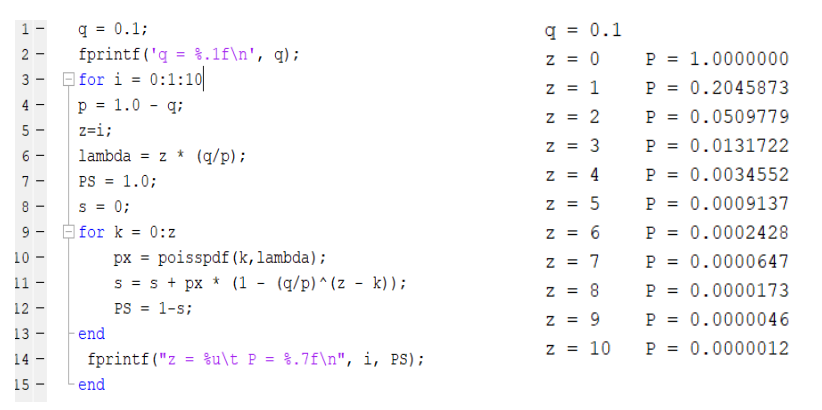 1 - q = 0.1;
2 - fprintf('q = %.1f\n', q);
3 - for i = 0:1:10
4 - p = 1.0 - q;
5 - z=i;
6 - lambda = z * (q/p);
7 - PS = 1.0;
8 - s = 0;
9 - for k = 0:z
10 - px = poisspdf(k,lambda);
11 - s = s + px * (1 - (q/p)^(z - k));
12 - PS = 1-s;
13 - end
14 - fprintf("z = %u\t P = %.7f\n", i, PS);
15 - end
q = 0.1
z = 0 P = 1.0000000
z = 1 P = 0.2045873
z = 2 P = 0.0509779
z = 3 P = 0.0131722
z = 4 P = 0.0034552
z = 5 P = 0.0009137
z = 6 P = 0.0002428
z = 7 P = 0.0000647
z = 8 P = 0.0000173
z = 9 P = 0.0000046
z = 10 P = 0.0000012